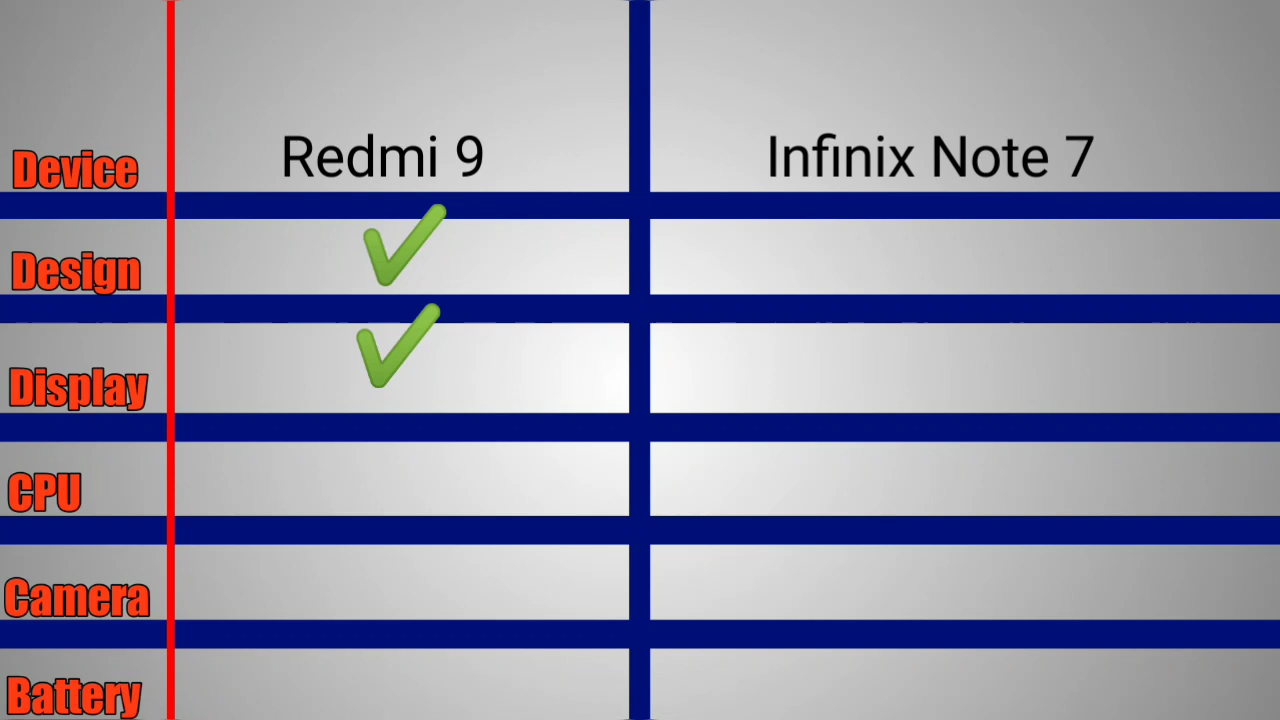 Device Redmi 9 Infinix Note 7
Design
Display
CPU
Camera
Battery